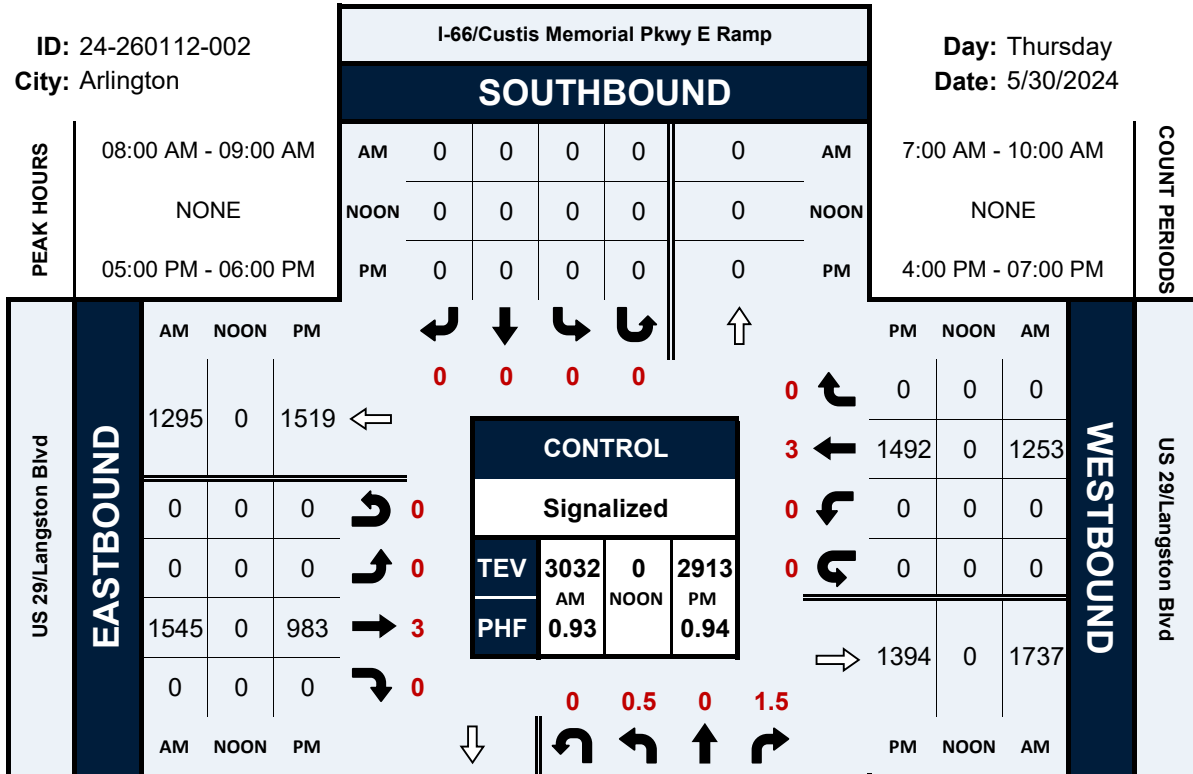 I-66/Custis Memorial Pkwy E Ramp
ID: 24-260112-002
Day: Thursday
City: Arlington
Date: 5/30/2024
SOUTHBOUND
PEAK HOURS
08:00 AM - 09:00 AM
NONE
05:00 PM - 06:00 PM
AM 0 0 0 0 0 AM
NOON 0 0 0 0 0 NOON
PM 0 0 0 0 0 PM
7:00 AM - 10:00 AM
NONE
4:00 PM - 07:00 PM
COUNT PERIODS
0 0 0 0
US 29/Langston Blvd
EASTBOUND
AM NOON PM
1295 0 1519
0 0 0 0
0 0 0 0
1545 0 983 3
0 0 0 0
AM NOON PM
CONTROL
Signalized
TEV 3032 0 2913
AM NOON PM
PHF 0.93 0.94
PM NOON AM
0 0 0 0
3 1492 0 1253
0 0 0 0
0 0 0 0
1394 0 1737
PM NOON AM
WESTBOUND
US 29/Langston Blvd
0 0.5 0 1.5